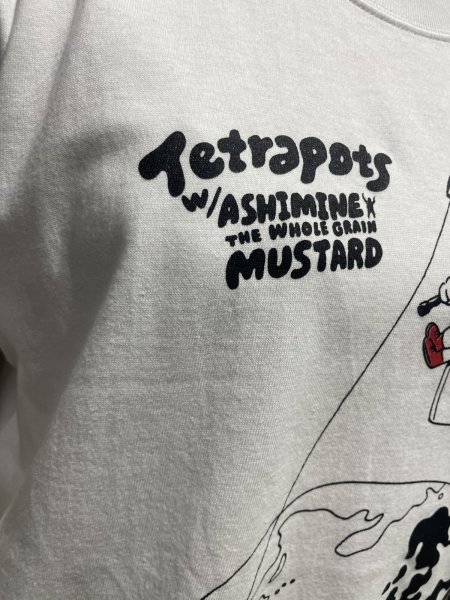 Tetrapots
w/ASHIMINE
THE WHOLE GRAIN
MUSTARD